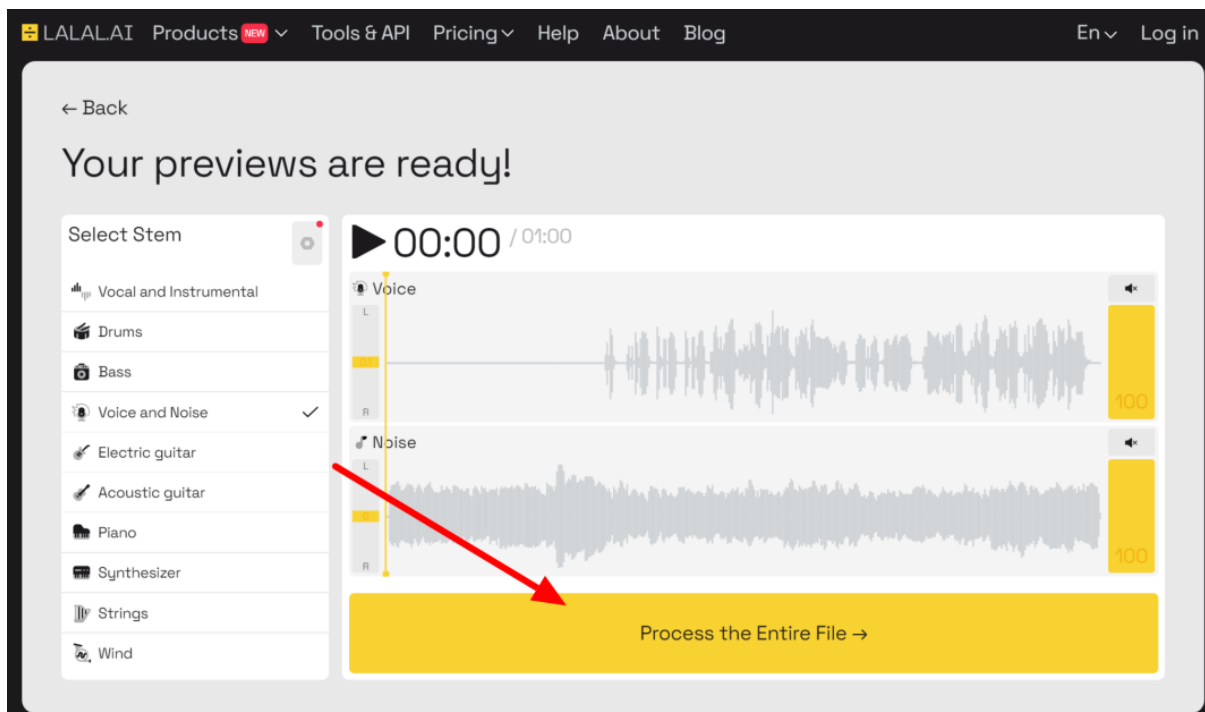 LALAL.AI Products NEW Tools & API Pricing Help About Blog En Log in
← Back
Your previews are ready!
Select Stem
Vocal and Instrumental
Drums
Bass
Voice and Noise
Electric guitar
Acoustic guitar
Piano
Synthesizer
Strings
Wind
00:00 / 01:00
Voice
L
R
100
Noise
L
0
R
100
Process the Entire File →